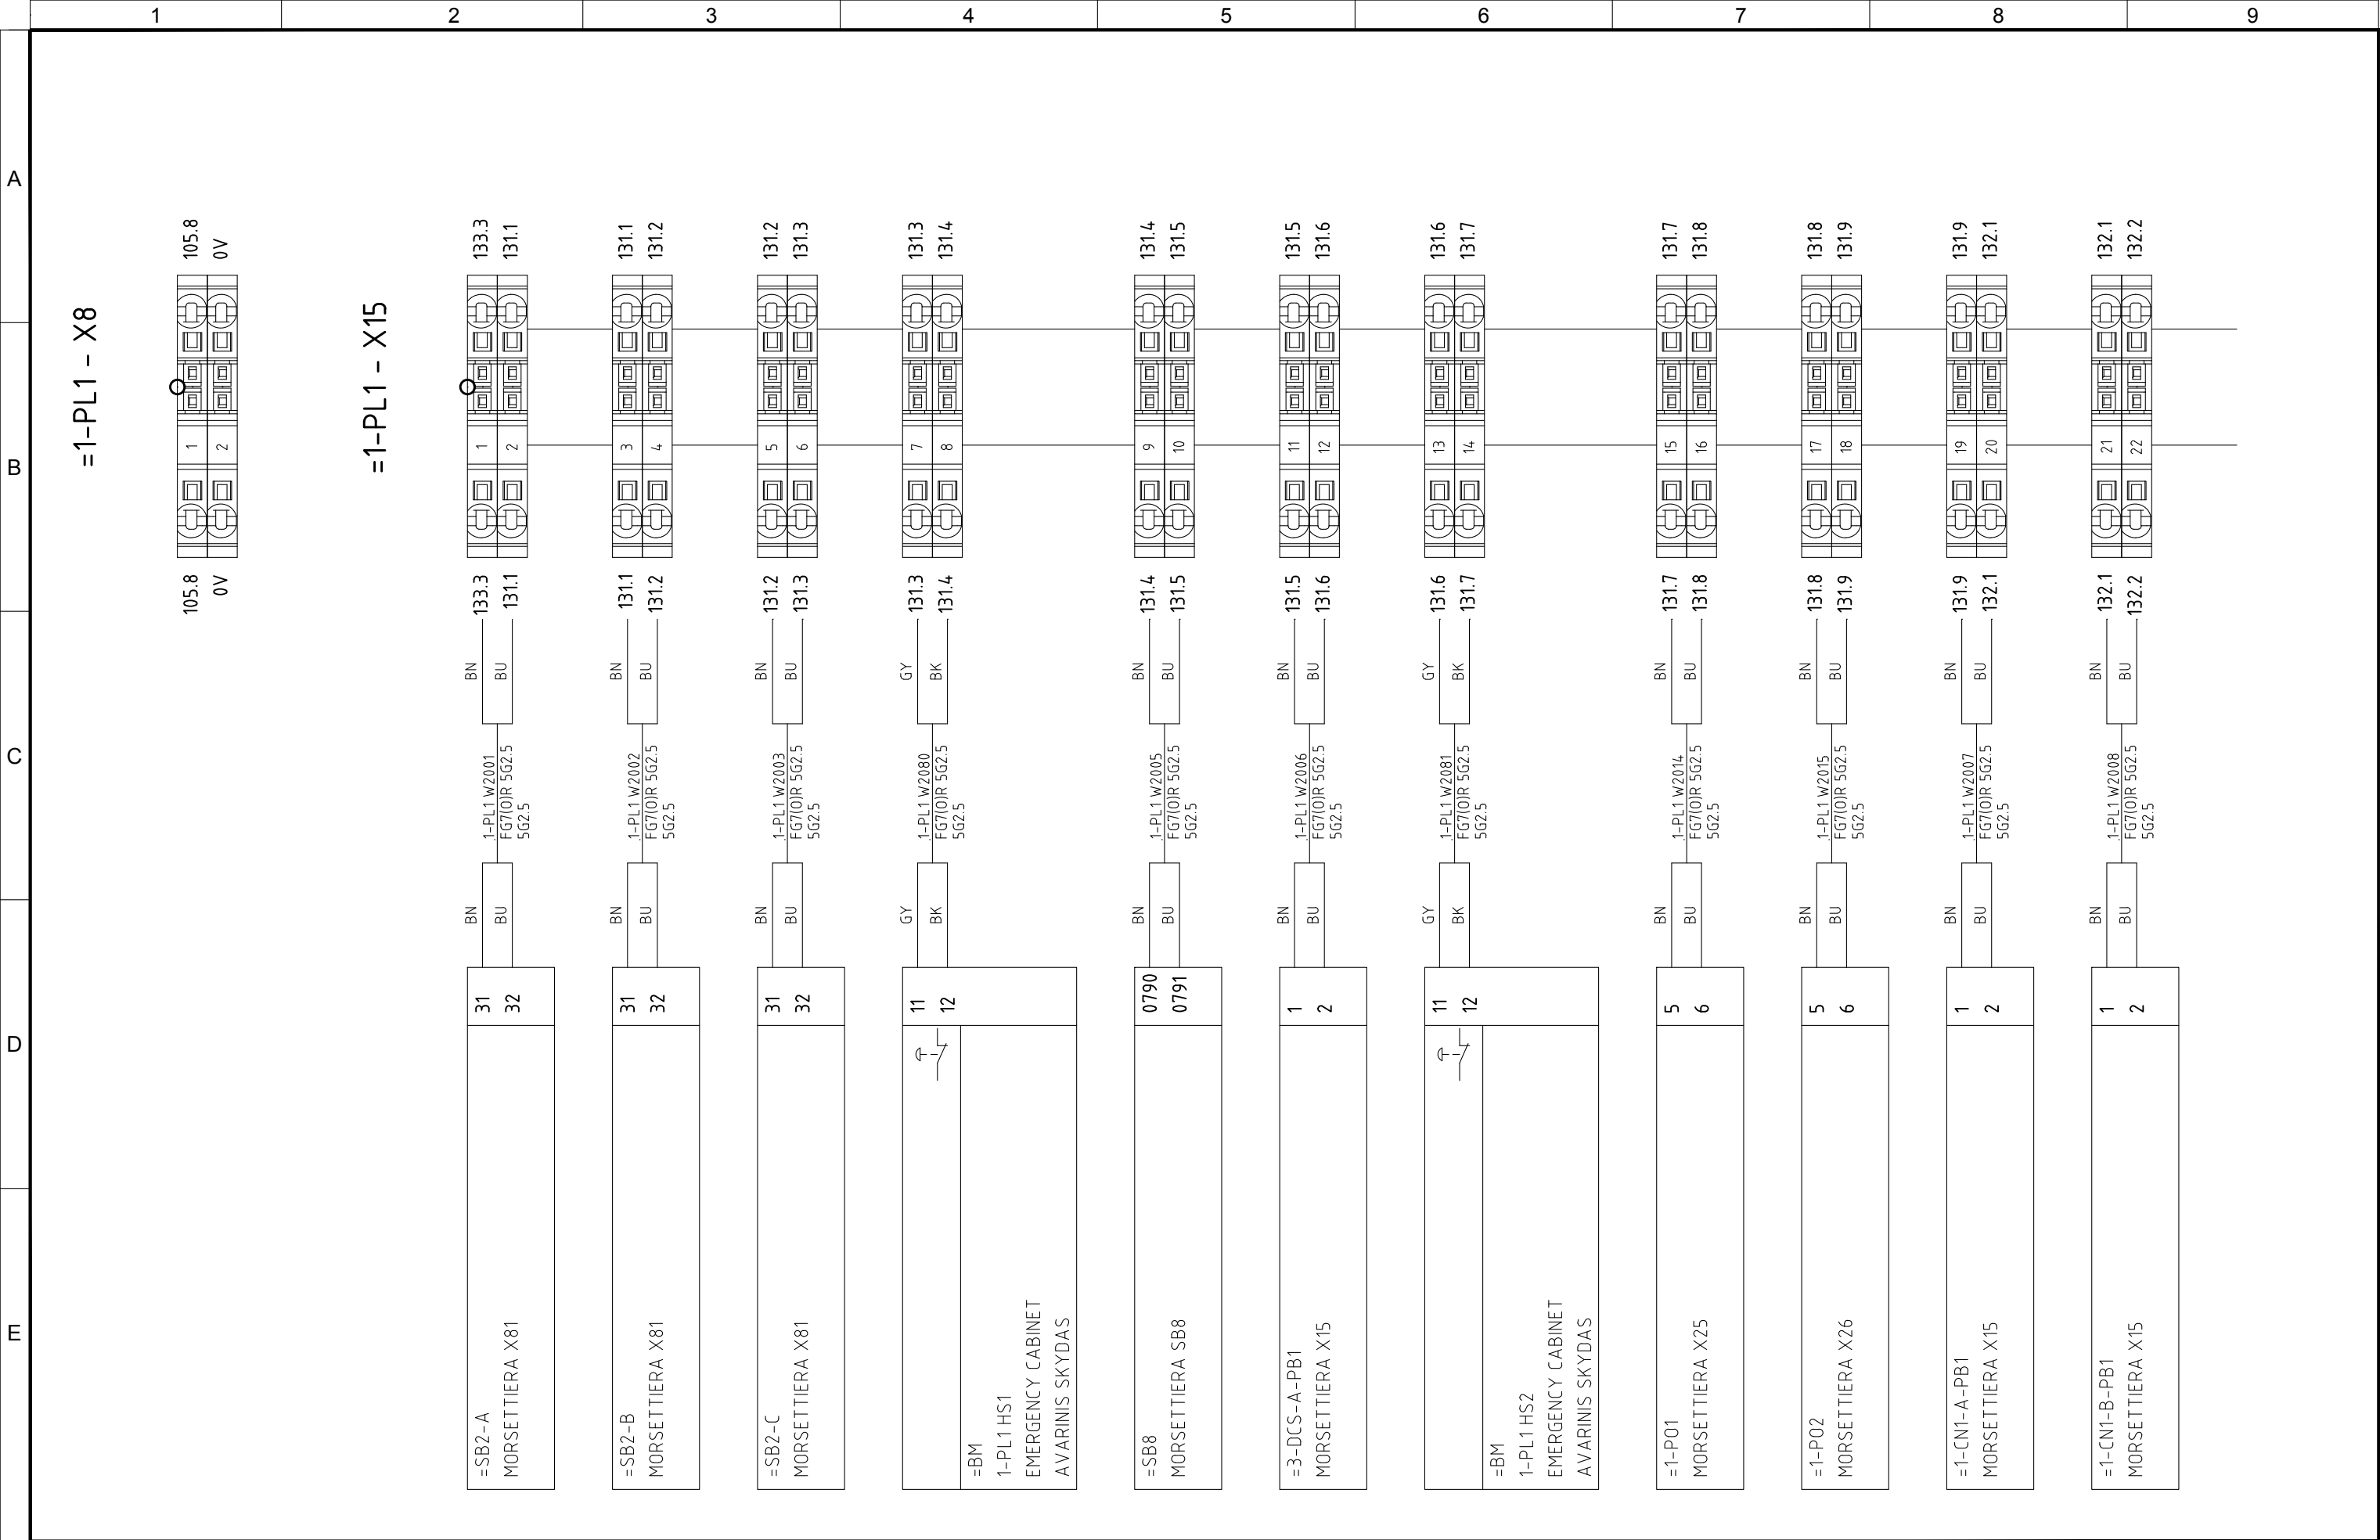 1 2 3 4 5 6 7 8 9
A
B
C
D
E
=1-PL1 - X8
105.8
0V
1
2
105.8
0V
=1-PL1 - X15
133.3
131.1
1
2
133.3
131.1
BN
BU
.1-PL1 W2001
FG7(O)R 5G2.5
5G2.5
BN
BU
31
32
=SB2-A
MORSETTIERA X81
131.1
131.2
3
4
131.1
131.2
BN
BU
.1-PL1 W2002
FG7(O)R 5G2.5
5G2.5
BN
BU
31
32
=SB2-B
MORSETTIERA X81
131.2
131.3
5
6
131.2
131.3
BN
BU
.1-PL1 W2003
FG7(O)R 5G2.5
5G2.5
BN
BU
31
32
=SB2-C
MORSETTIERA X81
131.3
131.4
7
8
131.3
131.4
GY
BK
.1-PL1 W2080
FG7(O)R 5G2.5
5G2.5
GY
BK
11
12
=BM
1-PL1 HS1
EMERGENCY CABINET
AVARINIS SKYDAS
131.4
131.5
9
10
131.4
131.5
BN
BU
.1-PL1 W2005
FG7(O)R 5G2.5
5G2.5
BN
BU
0790
0791
=SB8
MORSETTIERA SB8
131.5
131.6
11
12
131.5
131.6
BN
BU
.1-PL1 W2006
FG7(O)R 5G2.5
5G2.5
BN
BU
1
2
=3-DCS-A-PB1
MORSETTIERA X15
131.6
131.7
13
14
131.6
131.7
GY
BK
.1-PL1 W2081
FG7(O)R 5G2.5
5G2.5
GY
BK
11
12
=BM
1-PL1 HS2
EMERGENCY CABINET
AVARINIS SKYDAS
131.7
131.8
15
16
131.7
131.8
BN
BU
.1-PL1 W2014
FG7(O)R 5G2.5
5G2.5
BN
BU
5
6
=1-PO1
MORSETTIERA X25
131.8
131.9
17
18
131.8
131.9
BN
BU
.1-PL1 W2015
FG7(O)R 5G2.5
5G2.5
BN
BU
5
6
=1-PO2
MORSETTIERA X26
131.9
132.1
19
20
131.9
132.1
BN
BU
.1-PL1 W2007
FG7(O)R 5G2.5
5G2.5
BN
BU
1
2
=1-CN1-A-PB1
MORSETTIERA X15
132.1
132.2
21
22
132.1
132.2
BN
BU
.1-PL1 W2008
FG7(O)R 5G2.5
5G2.5
BN
BU
1
2
=1-CN1-B-PB1
MORSETTIERA X15